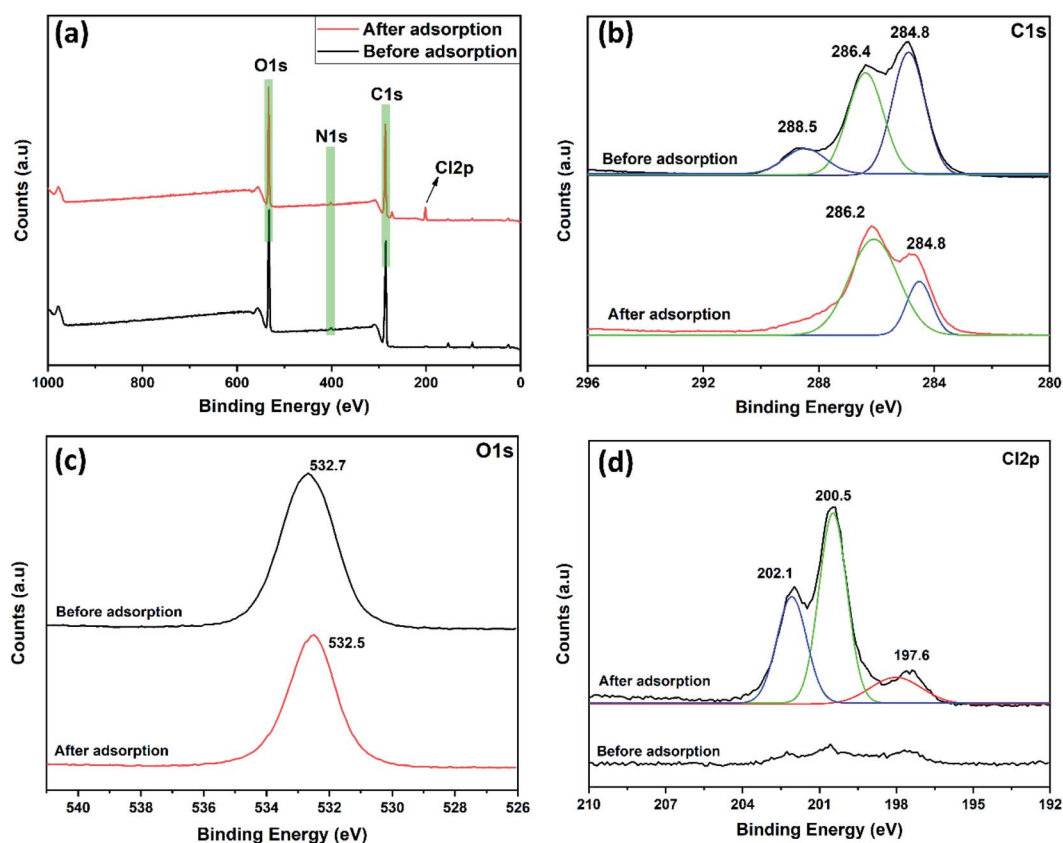 (a)
After adsorption
Before adsorption
O1s
C1s
N1s
Cl2p
Counts (a.u)
1000 800 600 400 200 0
Binding Energy (eV)
(b)
C1s
284.8
286.4
288.5
Before adsorption
286.2
284.8
After adsorption
Counts (a.u)
296 292 288 284 280
Binding Energy (eV)
(c)
O1s
532.7
Before adsorption
532.5
After adsorption
Counts (a.u)
540 538 536 534 532 530 528 526
Binding Energy (eV)
(d)
Cl2p
200.5
202.1
197.6
After adsorption
Before adsorption
Counts (a.u)
210 207 204 201 198 195 192
Binding Energy (eV)